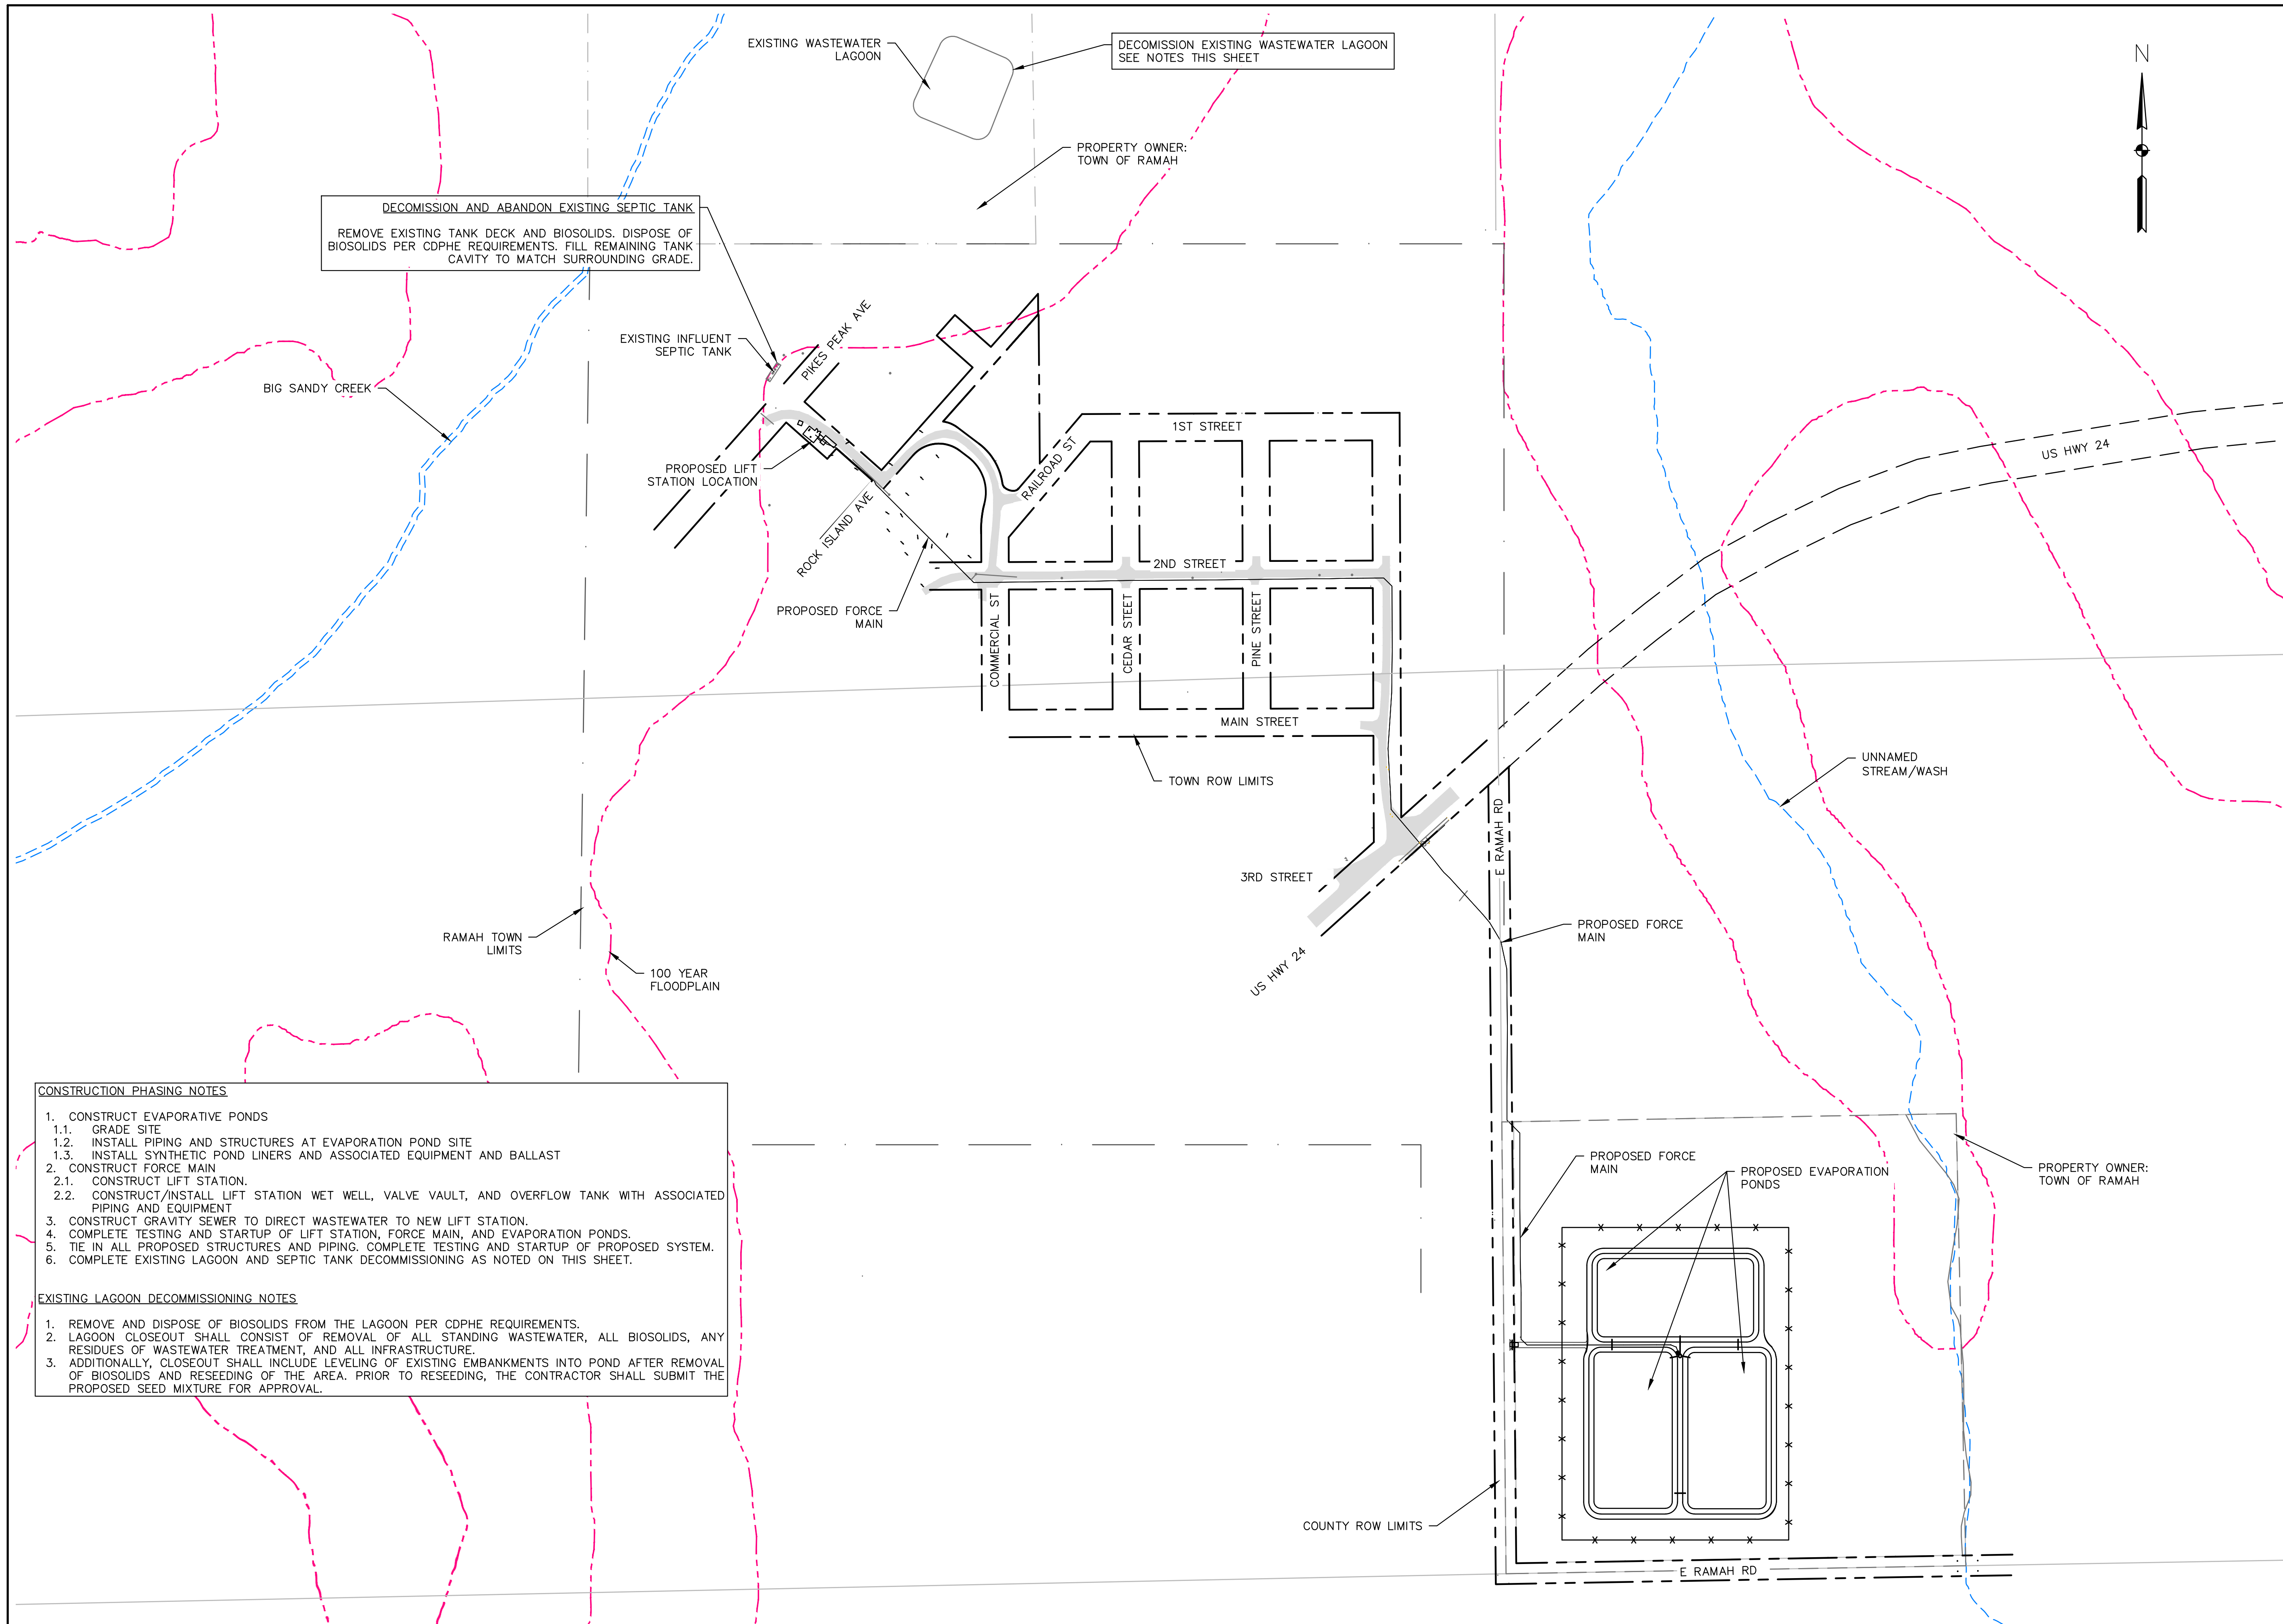 EXISTING WASTEWATER
LAGOON
DECOMISSION EXISTING WASTEWATER LAGOON
SEE NOTES THIS SHEET
N
PROPERTY OWNER:
TOWN OF RAMAH
DECOMISSION AND ABANDON EXISTING SEPTIC TANK
REMOVE EXISTING TANK DECK AND BIOSOLIDS. DISPOSE OF
BIOSOLIDS PER CDPHE REQUIREMENTS. FILL REMAINING TANK
CAVITY TO MATCH SURROUNDING GRADE.
EXISTING INFLUENT
SEPTIC TANK
PIKES PEAK AVE
BIG SANDY CREEK
1ST STREET
RAILROAD ST
US HWY 24
PROPOSED LIFT
STATION LOCATION
ROCK ISLAND AVE
2ND STREET
PROPOSED FORCE
MAIN
COMMERCIAL ST
CEDAR STEET
PINE STREET
MAIN STREET
TOWN ROW LIMITS
UNNAMED
STREAM/WASH
E RAMAH RD
3RD STREET
PROPOSED FORCE
MAIN
RAMAH TOWN
LIMITS
100 YEAR
FLOODPLAIN
US HWY 24
CONSTRUCTION PHASING NOTES
1. CONSTRUCT EVAPORATIVE PONDS
1.1. GRADE SITE
1.2. INSTALL PIPING AND STRUCTURES AT EVAPORATION POND SITE
1.3. INSTALL SYNTHETIC POND LINERS AND ASSOCIATED EQUIPMENT AND BALLAST
2. CONSTRUCT FORCE MAIN
2.1. CONSTRUCT LIFT STATION.
2.2. CONSTRUCT/INSTALL LIFT STATION WET WELL, VALVE VAULT, AND OVERFLOW TANK WITH ASSOCIATED
PIPING AND EQUIPMENT
3. CONSTRUCT GRAVITY SEWER TO DIRECT WASTEWATER TO NEW LIFT STATION.
4. COMPLETE TESTING AND STARTUP OF LIFT STATION, FORCE MAIN, AND EVAPORATION PONDS.
5. TIE IN ALL PROPOSED STRUCTURES AND PIPING. COMPLETE TESTING AND STARTUP OF PROPOSED SYSTEM.
6. COMPLETE EXISTING LAGOON AND SEPTIC TANK DECOMMISSIONING AS NOTED ON THIS SHEET.
EXISTING LAGOON DECOMMISSIONING NOTES
1. REMOVE AND DISPOSE OF BIOSOLIDS FROM THE LAGOON PER CDPHE REQUIREMENTS.
2. LAGOON CLOSEOUT SHALL CONSIST OF REMOVAL OF ALL STANDING WASTEWATER, ALL BIOSOLIDS, ANY
RESIDUES OF WASTEWATER TREATMENT, AND ALL INFRASTRUCTURE.
3. ADDITIONALLY, CLOSEOUT SHALL INCLUDE LEVELING OF EXISTING EMBANKMENTS INTO POND AFTER REMOVAL
OF BIOSOLIDS AND RESEEDING OF THE AREA. PRIOR TO RESEEDING, THE CONTRACTOR SHALL SUBMIT THE
PROPOSED SEED MIXTURE FOR APPROVAL.
PROPOSED FORCE
MAIN
PROPOSED EVAPORATION
PONDS
PROPERTY OWNER:
TOWN OF RAMAH
COUNTY ROW LIMITS
E RAMAH RD